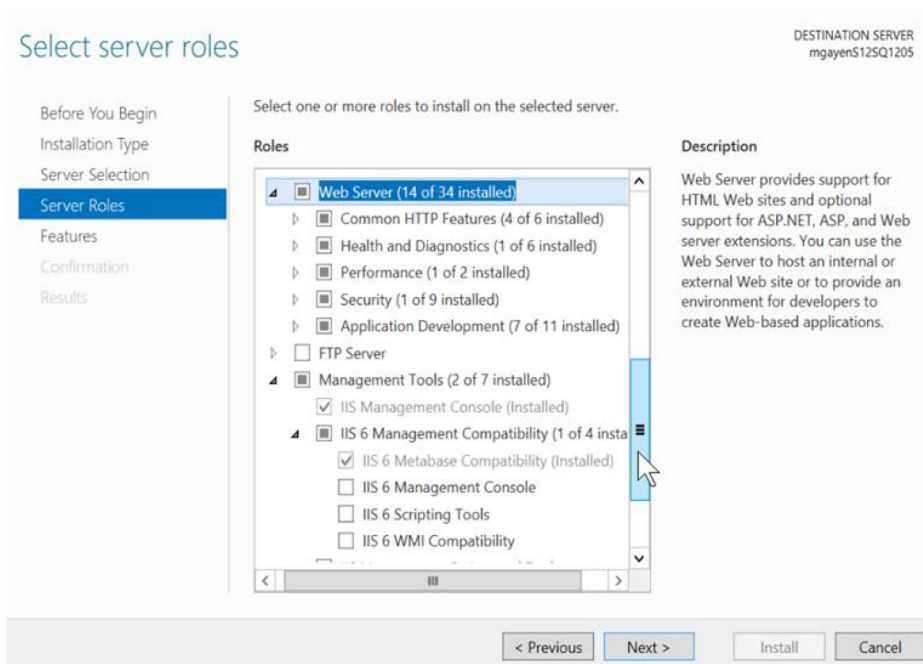 Select server roles
DESTINATION SERVER
mgayenS12SQ1205
Before You Begin
Installation Type
Server Selection
Server Roles
Features
Confirmation
Results
Select one or more roles to install on the selected server.
Roles
Web Server (14 of 34 installed)
Common HTTP Features (4 of 6 installed)
Health and Diagnostics (1 of 6 installed)
Performance (1 of 2 installed)
Security (1 of 9 installed)
Application Development (7 of 11 installed)
FTP Server
Management Tools (2 of 7 installed)
IIS Management Console (Installed)
IIS 6 Management Compatibility (1 of 4 insta
IIS 6 Metabase Compatibility (Installed)
IIS 6 Management Console
IIS 6 Scripting Tools
IIS 6 WMI Compatibility
Description
Web Server provides support for
HTML Web sites and optional
support for ASP.NET, ASP, and Web
server extensions. You can use the
Web Server to host an internal or
external Web site or to provide an
environment for developers to
create Web-based applications.
< Previous
Next >
Install
Cancel